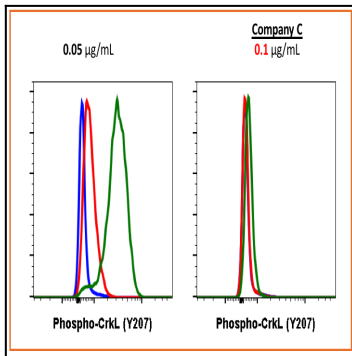 Company C
0.05 µg/mL
0.1 µg/mL
Phospho-CrkL (Y207)
Phospho-CrkL (Y207)